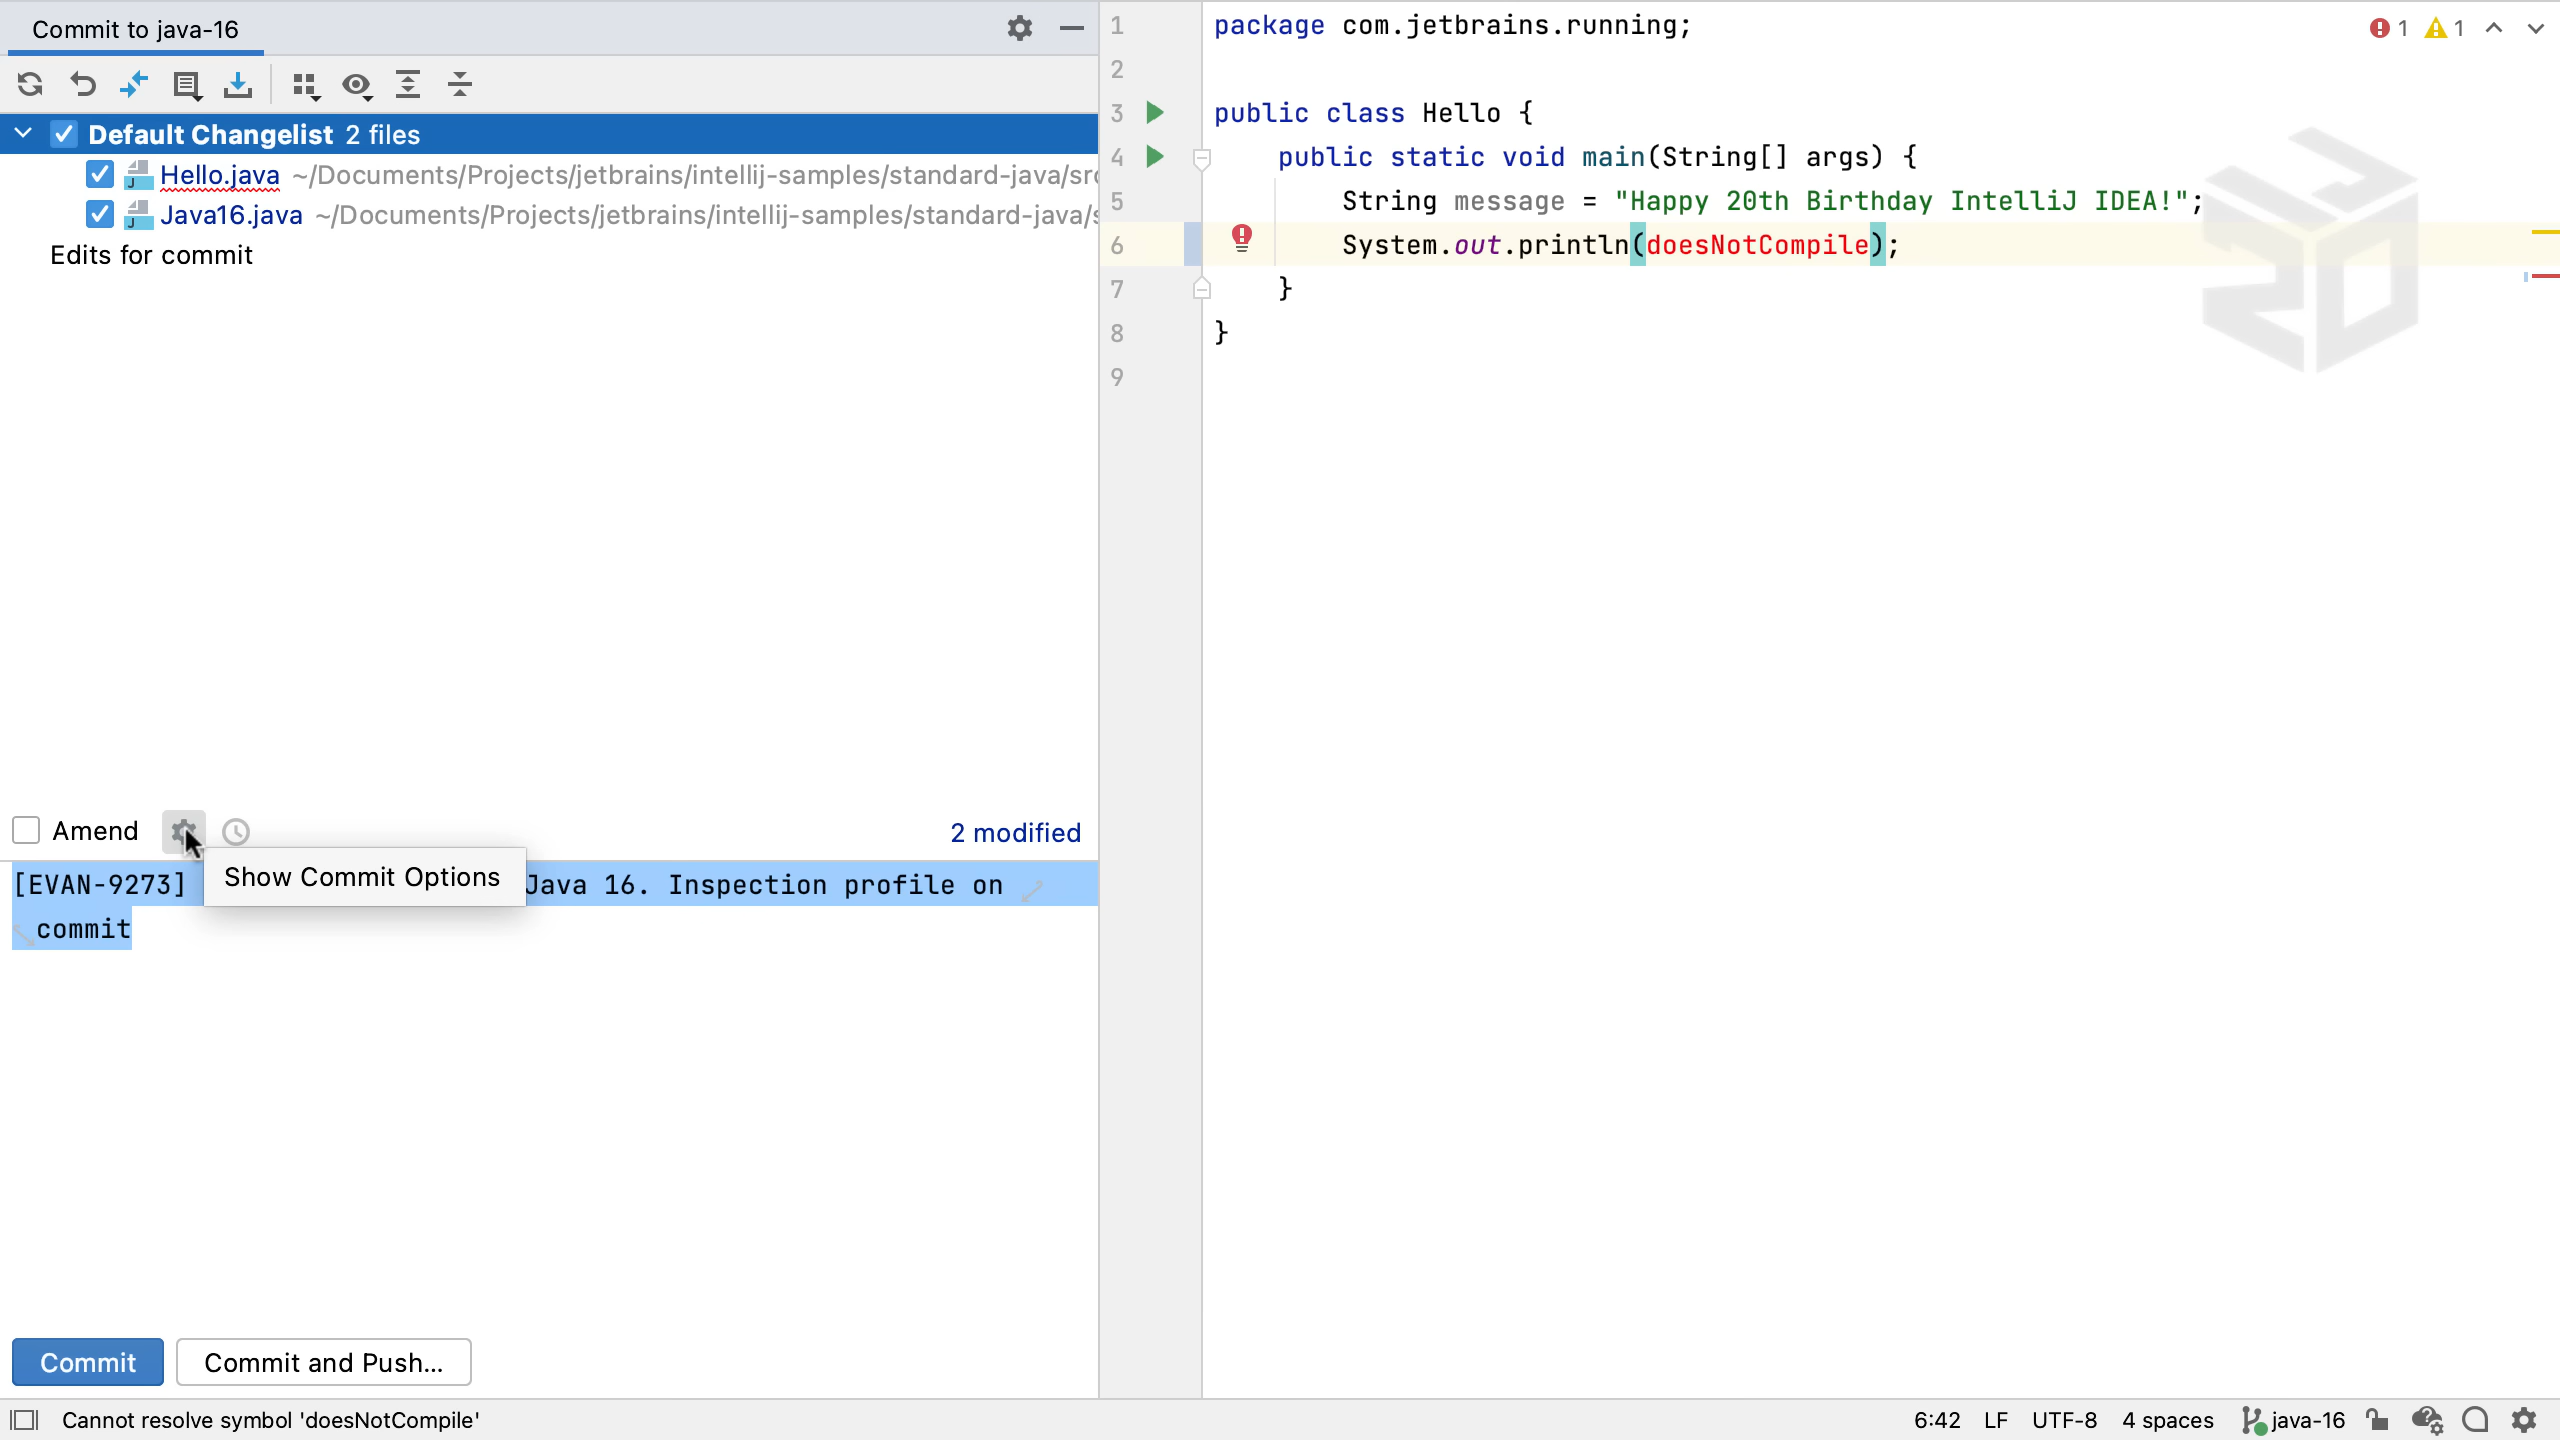 Commit to java-16
Default Changelist 2 files
Hello.java ~/Documents/Projects/jetbrains/intellij-samples/standard-java/src
Java16.java ~/Documents/Projects/jetbrains/intellij-samples/standard-java/s
Edits for commit
Amend
2 modified
[EVAN-9273] Java 16. Inspection profile on
commit
Show Commit Options
Commit
Commit and Push...
1 package com.jetbrains.running;
2
3 public class Hello {
4 public static void main(String[] args) {
5 String message = "Happy 20th Birthday IntelliJ IDEA!";
6 System.out.println(doesNotCompile);
7 }
8 }
9
1 1
IJ
20
Cannot resolve symbol 'doesNotCompile'
6:42 LF UTF-8 4 spaces java-16